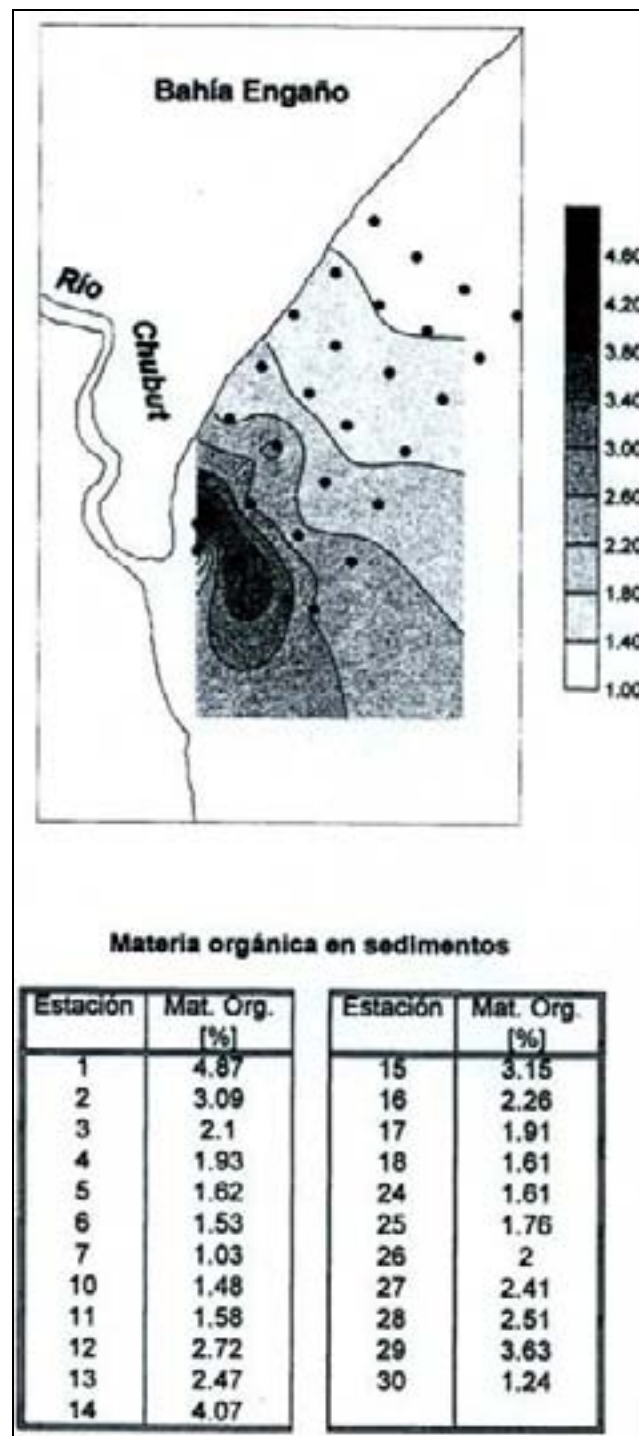 Bahía Engaño
Río
Chubut
4.60
4.20
3.80
3.40
3.00
2.60
2.20
1.80
1.40
1.00
Materia orgánica en sedimentos
Estación Mat. Org. [%] Estación Mat. Org. [%]
1 4.87 15 3.15
2 3.09 16 2.26
3 2.1 17 1.91
4 1.93 18 1.61
5 1.62 24 1.61
6 1.53 25 1.76
7 1.03 26 2
10 1.48 27 2.41
11 1.58 28 2.51
12 2.72 29 3.63
13 2.47 30 1.24
14 4.07